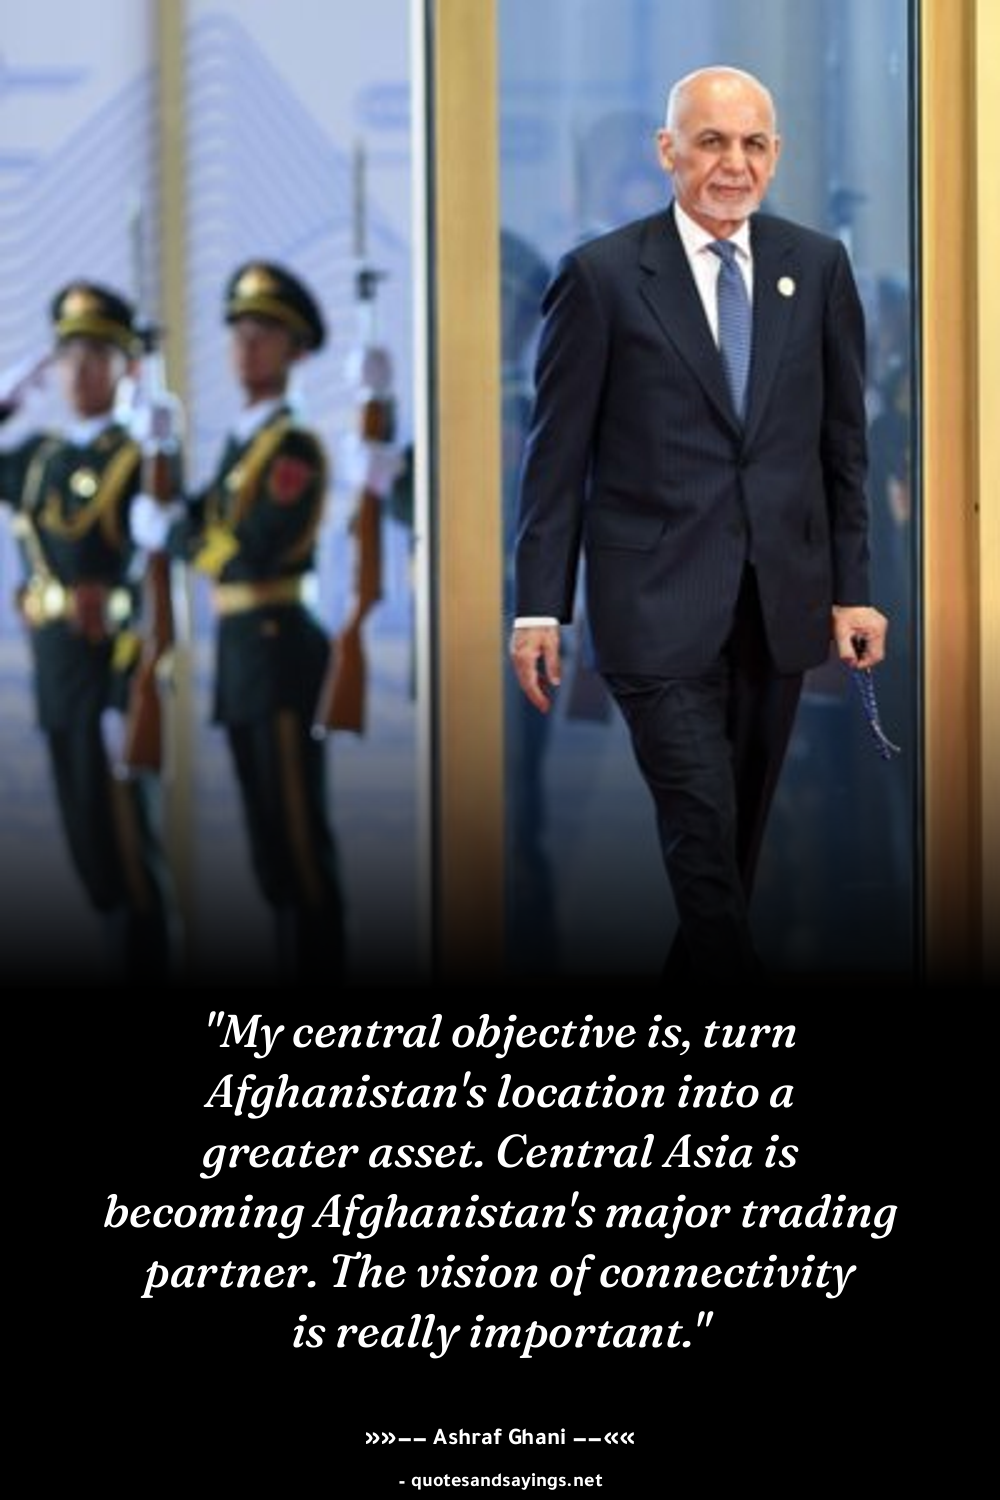 "My central objective is, turn
Afghanistan's location into a
greater asset. Central Asia is
becoming Afghanistan's major trading
partner. The vision of connectivity
is really important."
»»−− Ashraf Ghani −−««
- quotesandsayings.net